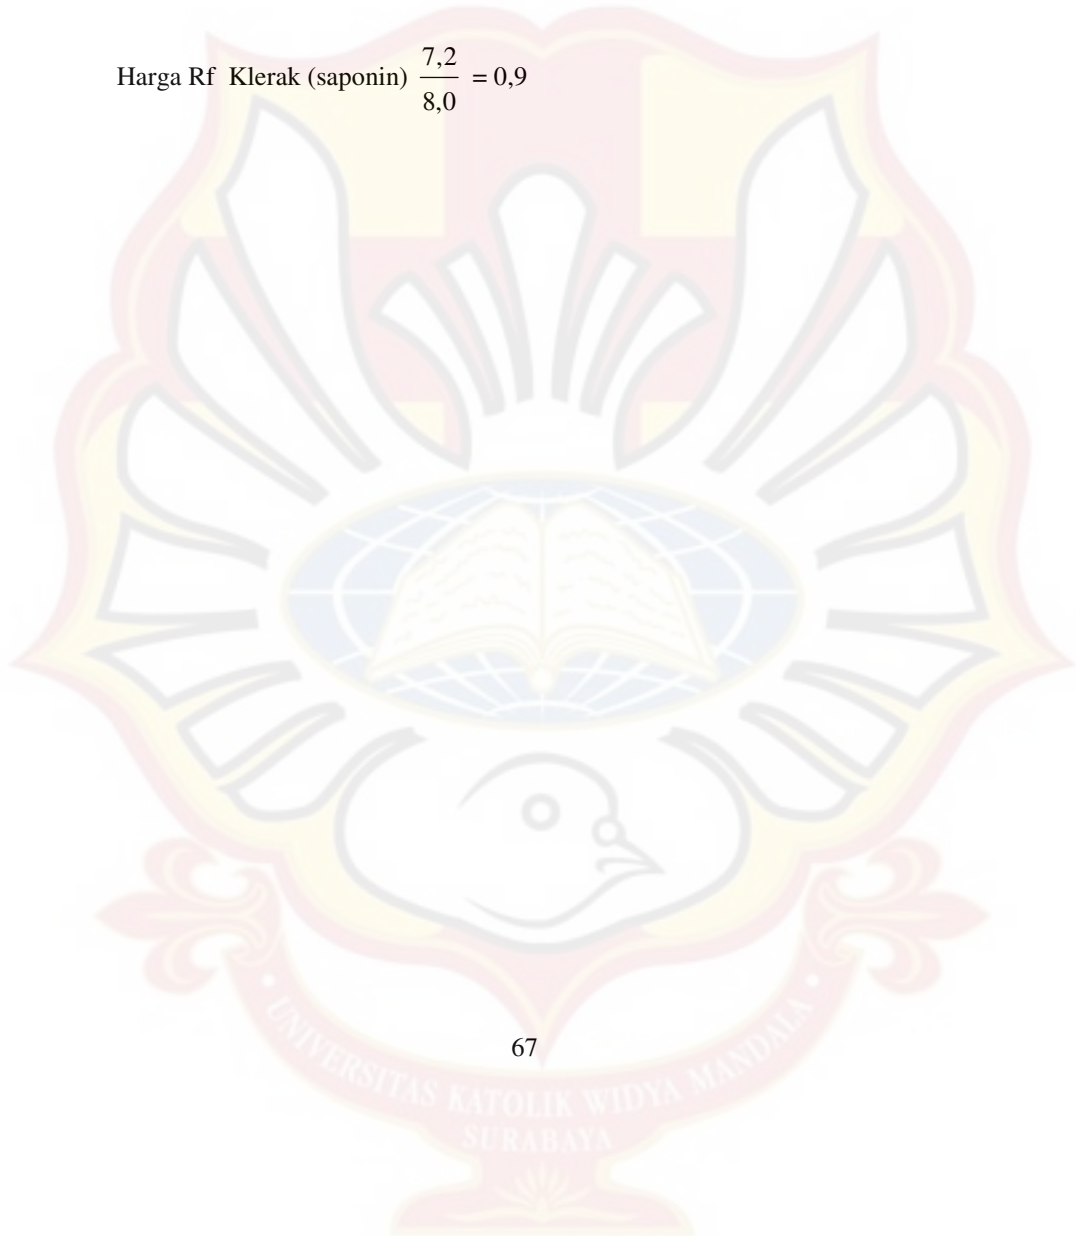 Harga Rf Klerak (saponin) 7,2/8,0 = 0,9
67
• UNIVERSITAS KATOLIK WIDYA MANDALA •
SURABAYA